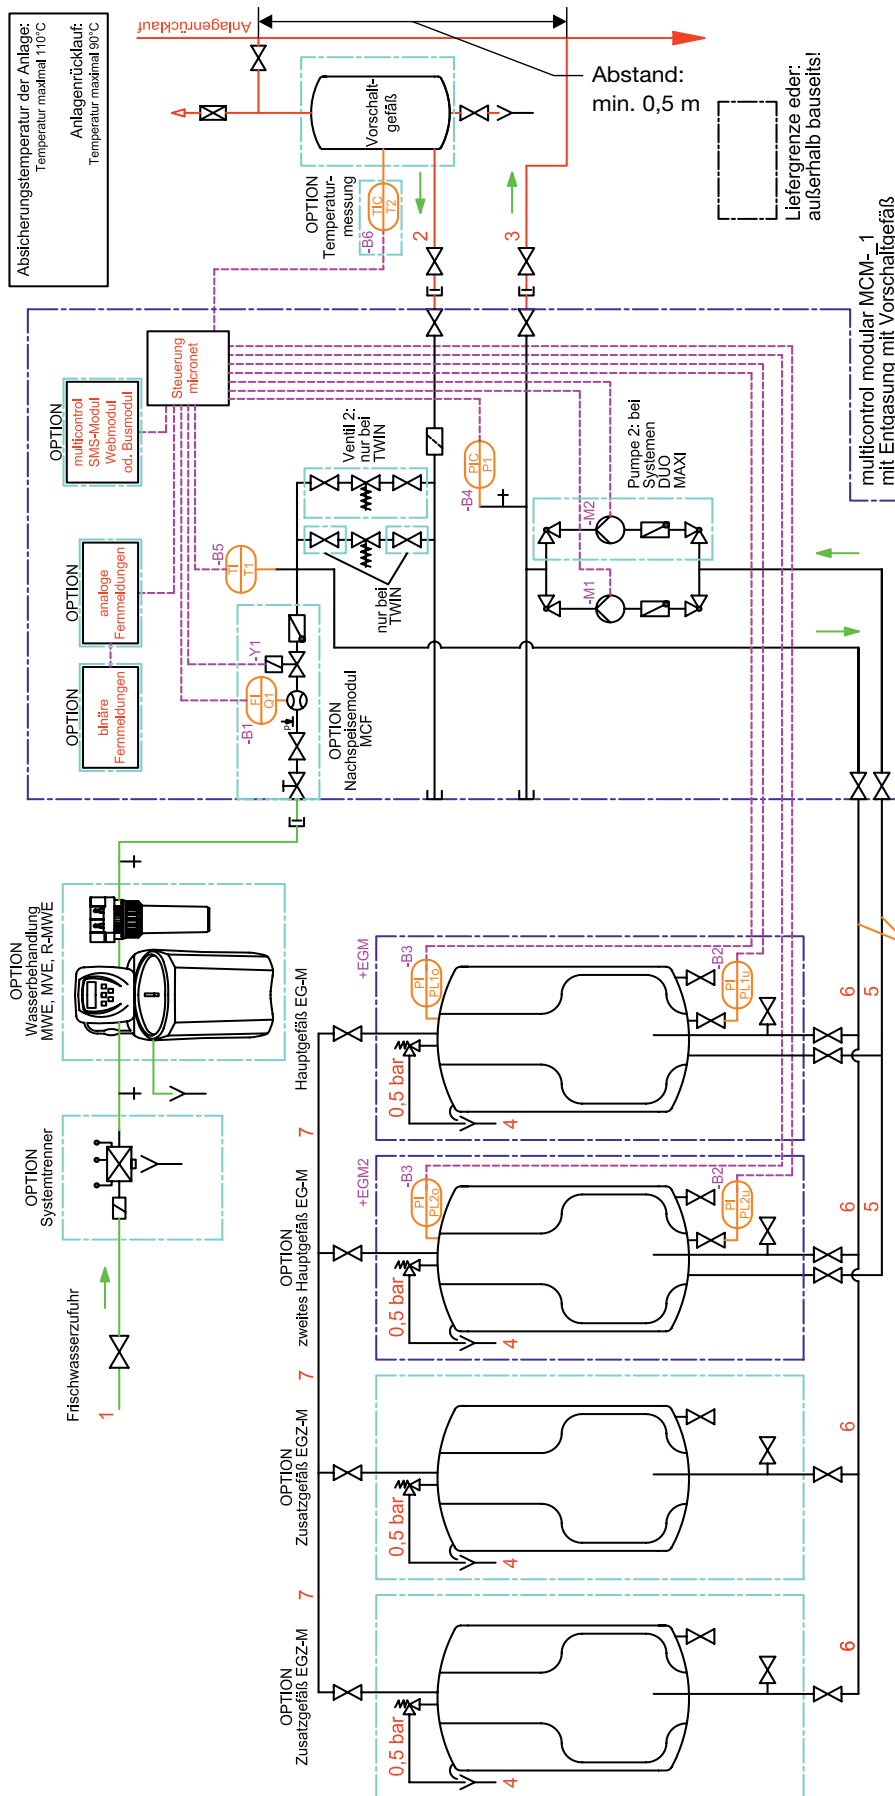 Absicherungstemperatur der Anlage:
Temperatur maximal 110°C
Anlagenrücklauf:
Temperatur maximal 90°C
Anlagenrücklauf
Abstand:
min. 0,5 m
Vorschalt-
gefäß
Liefergrenze eder:
außerhalb bauseits!
OPTION
Temperatur-
messung
TIC
T2
-B6
2
3
multicontrol modular MCM-_1
mit Entgasung mit Vorschaltgefäß
Steuerung
micronet
OPTION
multicontrol
SMS-Modul
Webmodul
od. Busmodul
OPTION
analoge
Fernmeldungen
OPTION
binäre
Fernmeldungen
Ventil 2:
nur bei
TWIN
nur bei
TWIN
PIC
P1
-B4
Pumpe 2: bei
Systemen
DUO
MAXI
-M2
-M1
TI
T1
-B5
-Y1
FI
Q1
-B1
P
OPTION
Nachspeisemodul
MCF
OPTION
Wasserbehandlung
MWE, MVE, R-MWE
OPTION
Systemtrenner
Frischwasserzufuhr
1
Hauptgefäß EG-M
+EGM
-B3
PI
PL1o
-B2
PI
PL1u
0,5 bar
4
7
6
5
OPTION
zweites Hauptgefäß EG-M
+EGM2
-B3
PI
PL2o
-B2
PI
PL2u
0,5 bar
4
7
6
5
OPTION
Zusatzgefäß EGZ-M
0,5 bar
4
7
6
OPTION
Zusatzgefäß EGZ-M
0,5 bar
4
6